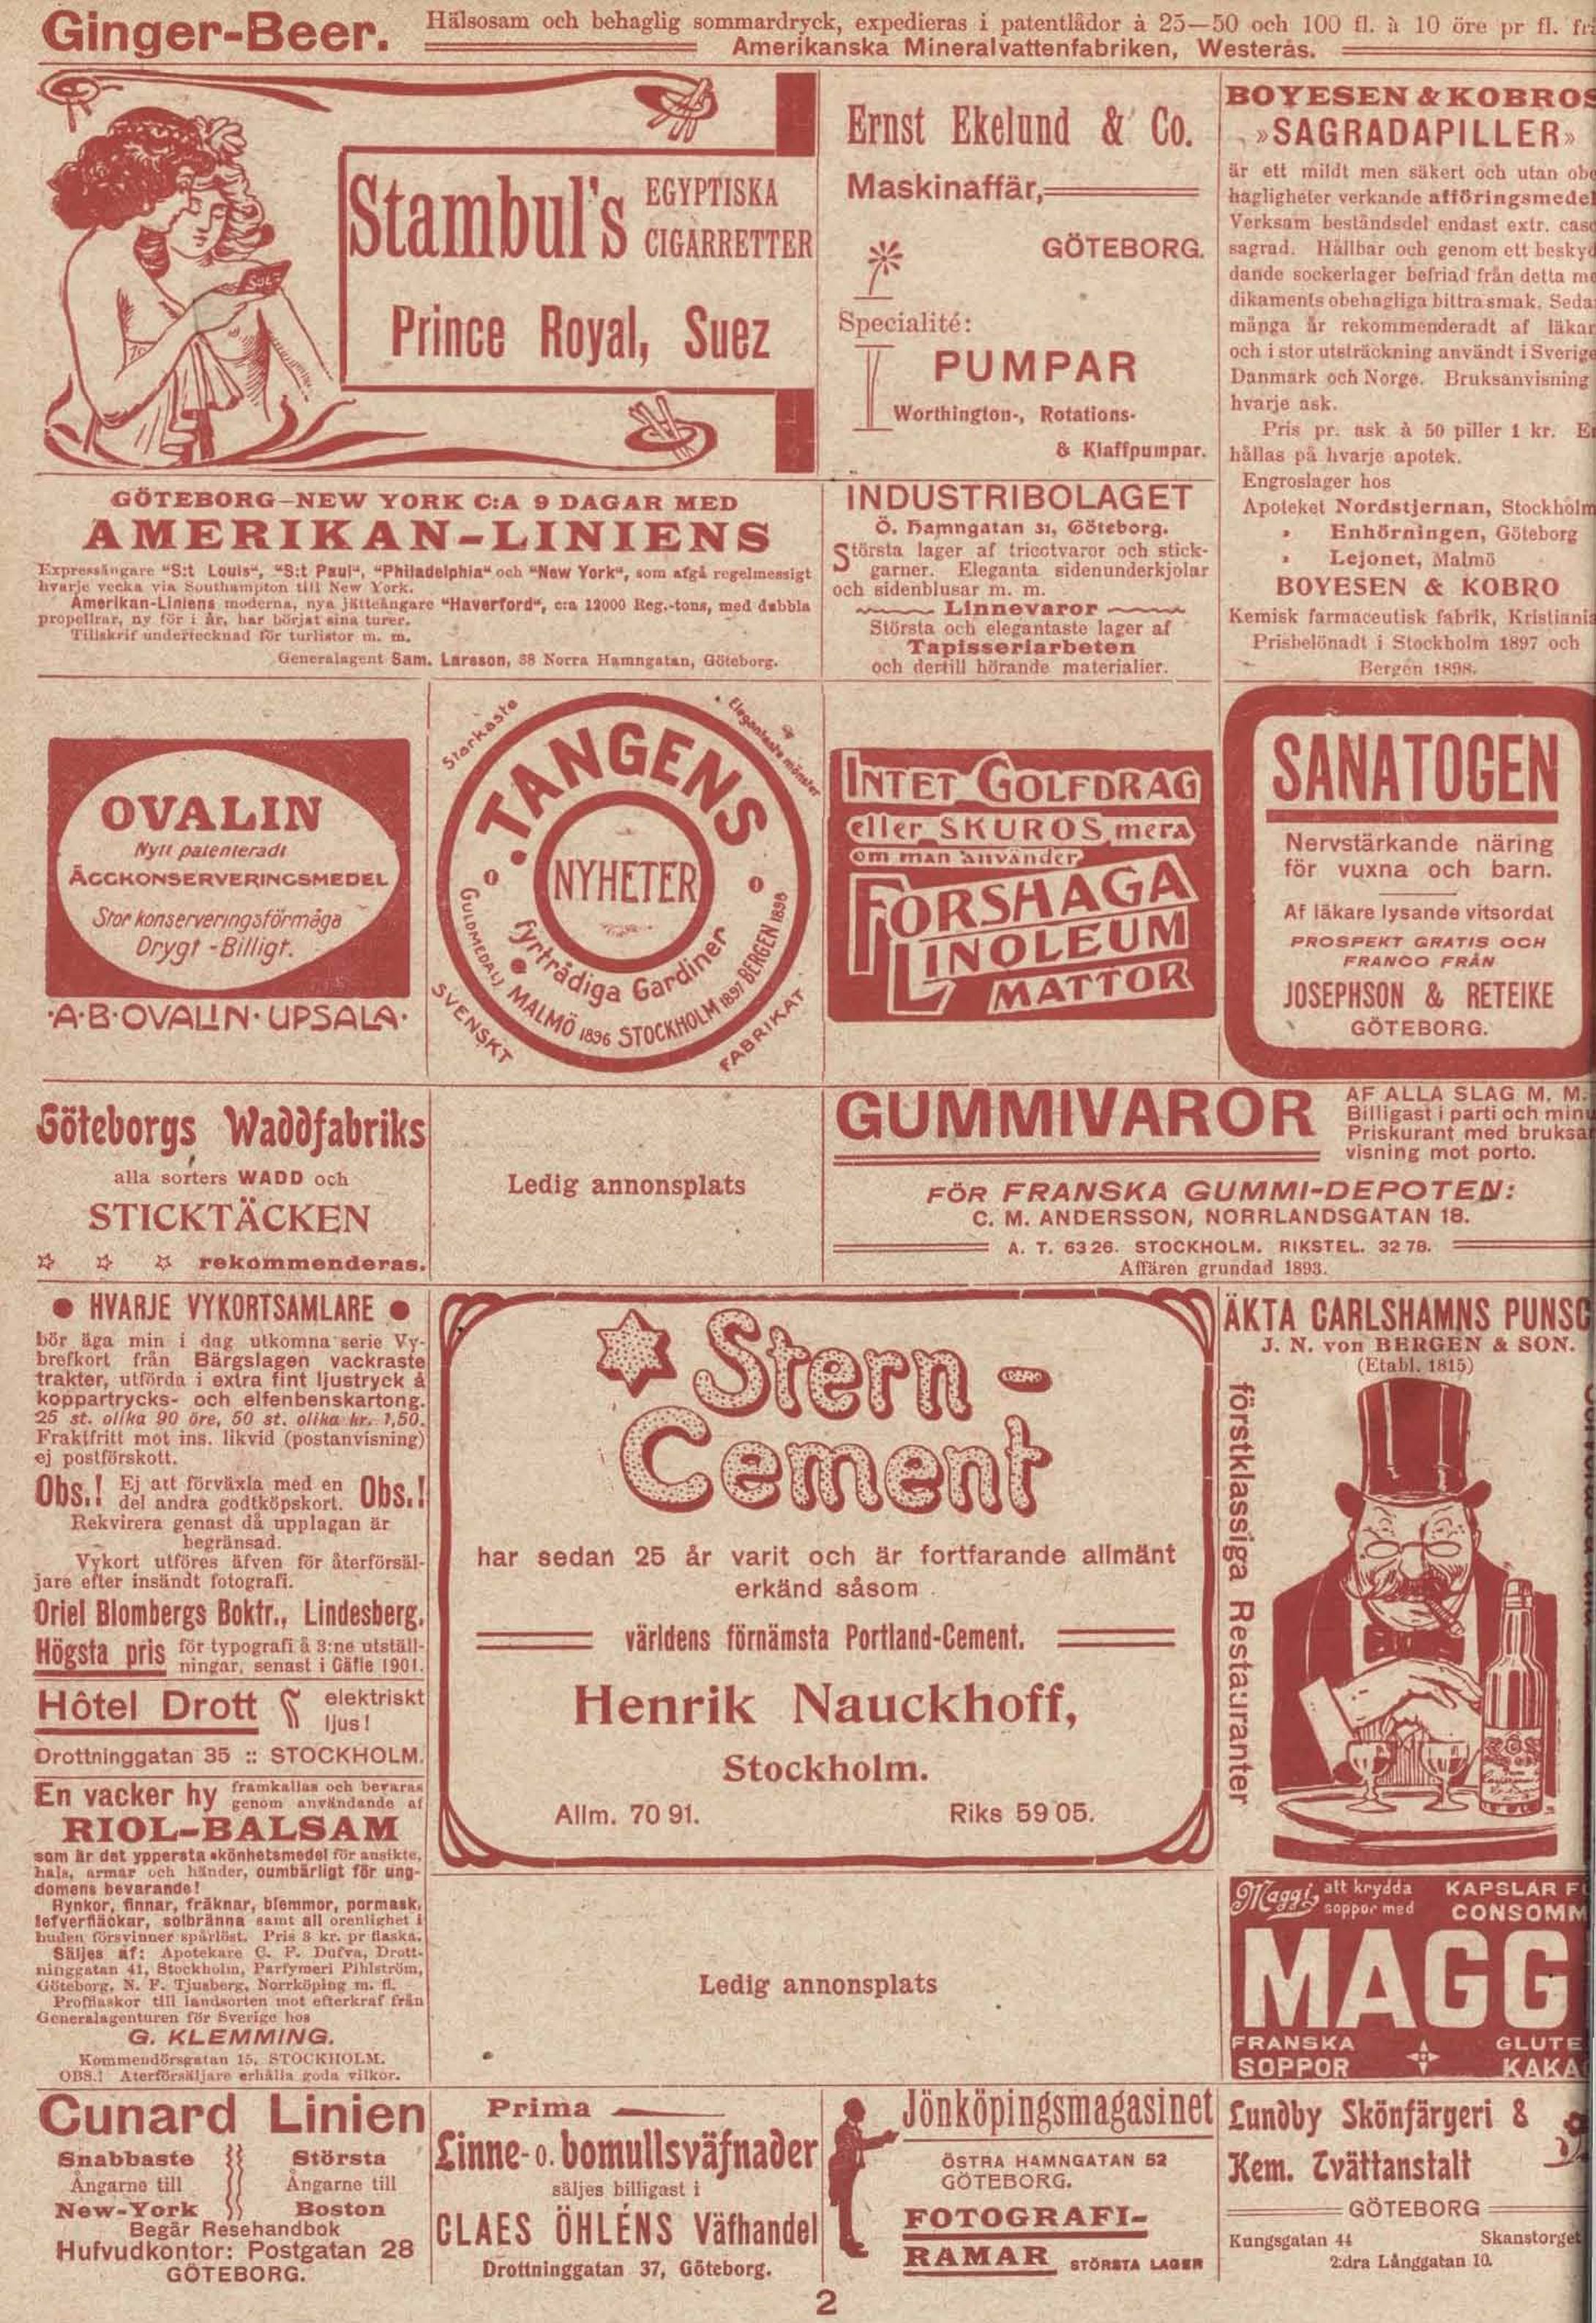 Ginger-Beer.
Hälsosam och behaglig sommardryck, expedieras i patentlådor à 25—50 och 100 fl. à 10 öre pr fl.
Amerikanska Mineralvattenfabriken, Westerås.
Stambul's EGYPTISKA CIGARRETTER
Prince Royal, Suez
Ernst Ekelund & Co.
Maskinaffär,
GÖTEBORG.
Specialité:
PUMPAR
Worthington-, Rotations-
& Klaffpumpar.
BOYESEN & KOBROS
»SAGRADAPILLER»
är ett mildt men säkert och utan obe
hagligheter verkande afföringsmedel
Verksam beståndsdel endast extr. casc
sagrad. Hållbar och genom ett beskyd
dande sockerlager befriad från detta me
dikaments obehagliga bittra smak. Seda
många år rekommenderadt af läkar
och i stor utsträckning användt i Sverige
Danmark och Norge. Bruksanvisning
hvarje ask.
Pris pr. ask à 50 piller 1 kr. Er
hållas på hvarje apotek.
Engroslager hos
Apoteket Nordstjernan, Stockholm
» Enhörningen, Göteborg
» Lejonet, Malmö
BOYESEN & KOBRO
Kemisk farmaceutisk fabrik, Kristiania
Prisbelönadt i Stockholm 1897 och
Bergen 1898.
GÖTEBORG—NEW YORK C:A 9 DAGAR MED
AMERIKAN-LINIENS
Expressångare "S:t Louis", "S:t Paul", "Philadelphia" och "New York", som afgå regelmessigt
hvarje vecka via Southampton till New York.
Amerikan-Liniens moderna, nya jätteångare "Haverford", c:a 12000 Reg.-tons, med dubbla
propellrar, ny för i år, har börjat sina turer.
Tillskrif undertecknad för turlistor m. m.
Generalagent Sam. Larsson, 38 Norra Hamngatan, Göteborg.
INDUSTRIBOLAGET
Ö. Hamngatan 31, Göteborg.
Största lager af tricotvaror och stick-
garner. Eleganta sidenunderkjolar
och sidenblusar m. m.
Linnevaror
Största och elegantaste lager af
Tapisseriarbeten
och dertill hörande materialier.
OVALIN
Nytt patenteradt
ÄGGKONSERVERINGSMEDEL
Stor konserveringsförmåga
Drygt - Billigt.
·A·B·OVALIN·UPSALA·
Starkaste
Elegantaste mönster
TANGENS
NYHETER
fyrtrådiga Gardiner
GULDMEDALJ MALMÖ 1896 STOCKHOLM 1897 BERGEN 1898
SVENSKT FABRIKAT
INTET GOLFDRAG
eller SKUROS mera
om man använder
FORSHAGA
LINOLEUM
MATTOR
SANATOGEN
Nervstärkande näring
för vuxna och barn.
Af läkare lysande vitsordat
PROSPEKT GRATIS OCH
FRANCO FRÅN
JOSEPHSON & RETEIKE
GÖTEBORG.
Göteborgs Waddfabriks
alla sorters WADD och
STICKTÄCKEN
rekommenderas.
Ledig annonsplats
GUMMIVAROR
AF ALLA SLAG M. M.
Billigast i parti och minu
Priskurant med bruksan
visning mot porto.
FÖR FRANSKA GUMMI-DEPOTEN:
C. M. ANDERSSON, NORRLANDSGATAN 18.
A. T. 63 26. STOCKHOLM. RIKSTEL. 32 78.
Affären grundad 1893.
HVARJE VYKORTSAMLARE
bör äga min i dag utkomna serie Vy-
brefkort från Bärgslagen vackraste
trakter, utförda i extra fint ljustryck å
koppartrycks- och elfenbenskartong.
25 st. olika 90 öre, 50 st. olika kr. 1,50.
Fraktfritt mot ins. likvid (postanvisning)
ej postförskott.
Obs.! Ej att förväxla med en Obs.!
del andra godtköpskort.
Rekvirera genast då upplagan är
begränsad.
Vykort utföres äfven för återförsäl-
jare efter insändt fotografi.
Oriel Blombergs Boktr., Lindesberg.
Högsta pris för typografi å 3:ne utställ-
ningar, senast i Gäfle 1901.
Hôtel Drott elektriskt ljus!
Drottninggatan 35 :: STOCKHOLM.
En vacker hy framkallas och bevaras
genom användande af
RIOL-BALSAM
som är det ypperata skönhetsmedel för ansikte,
hals, armar och händer, oumbärligt för ung-
domens bevarande!
Rynkor, finnar, fräknar, blemmor, pormask,
lefverfläckar, solbränna samt all orenlighet i
huden försvinner spårlöst. Pris 3 kr. pr flaska.
Säljes af: Apotekare C. F. Dufva, Drott-
ninggatan 41, Stockholm, Parfymeri Pihlström,
Göteborg, N. F. Tjusberg, Norrköping m. fl.
Profflaskor till landsorten mot efterkraf från
Generalagenturen för Sverige hos
G. KLEMMING.
Kommendörsgatan 15, STOCKHOLM.
OBS.! Återförsäljare erhålla goda vilkor.
Stern-
Cement
har sedan 25 år varit och är fortfarande allmänt
erkänd såsom
världens förnämsta Portland-Cement.
Henrik Nauckhoff,
Stockholm.
Allm. 70 91. Riks 59 05.
Ledig annonsplats
ÄKTA CARLSHAMNS PUNSC
J. N. von BERGEN & SON.
(Etabl. 1815)
förstklassiga Restauranter
Maggi, att krydda
soppor med
KAPSLAR F
CONSOMM
MAGG
FRANSKA
SOPPOR
GLUTE
KAKA
Cunard Linien
Snabbaste
Ångarne till
New-York
Största
Ångarne till
Boston
Begär Resehandbok
Hufvudkontor: Postgatan 28
GÖTEBORG.
Prima
Linne- o. bomullsväfnader
säljes billigast i
CLAES ÖHLÉNS Väfhandel
Drottninggatan 37, Göteborg.
Jönköpingsmagasinet
ÖSTRA HAMNGATAN 52
GÖTEBORG.
FOTOGRAFI-
RAMAR STÖRSTA LAGER
Lundby Skönfärgeri &
Kem. Tvättanstalt
GÖTEBORG
Kungsgatan 44 Skanstorget
2:dra Långgatan 10.
2